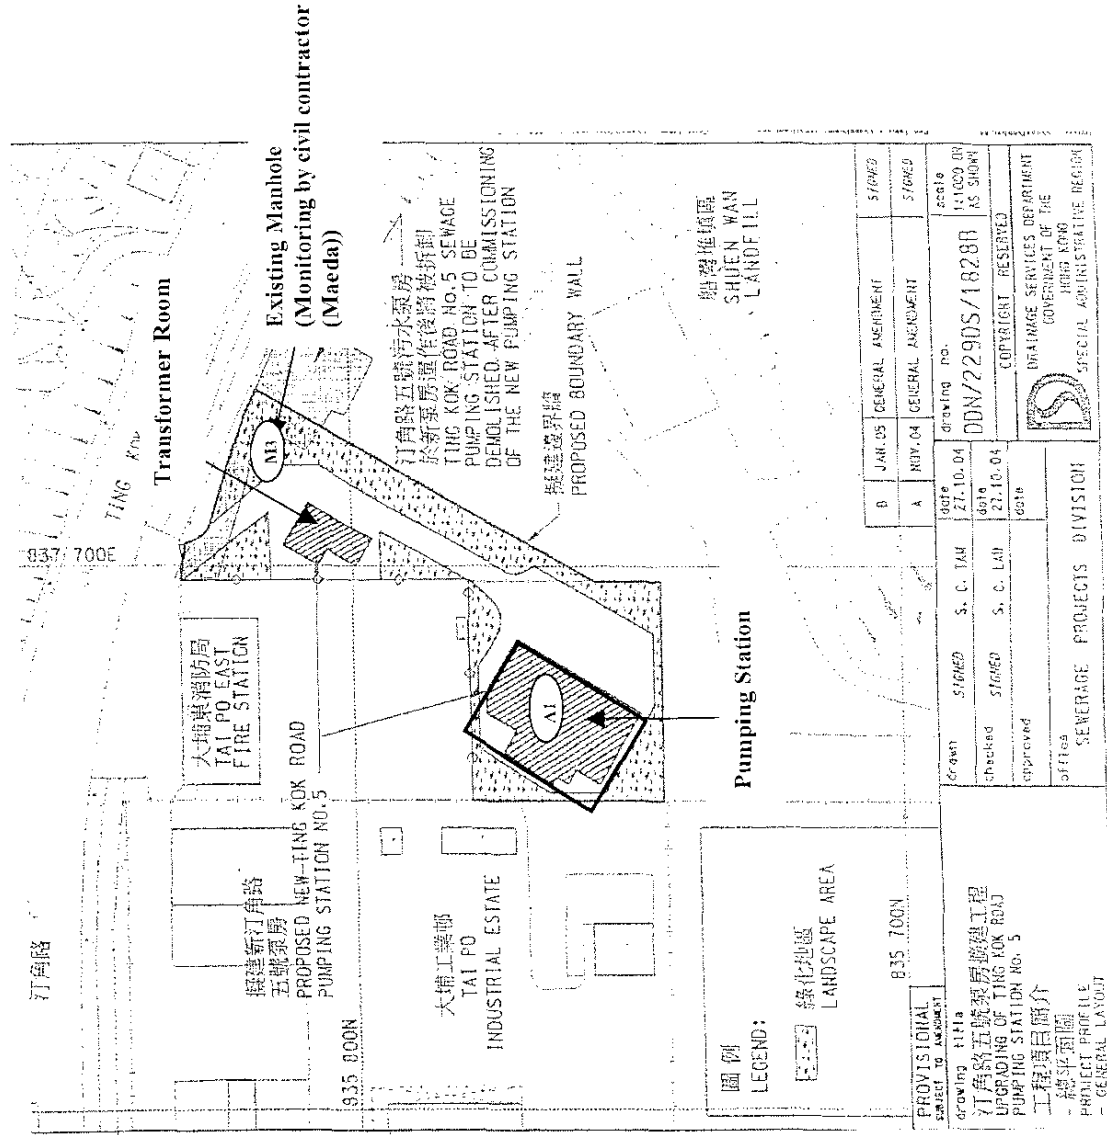 Transformer Room
Existing Manhole
(Monitoring by civil contractor
(Maeda))
M3
TING KOK
837 700E
汀角路五號污水泵房
於新泵房運作後將被拆卸
TING KOK ROAD No.5 SEWAGE
PUMPING STATION TO BE
DEMOLISHED AFTER COMMISSIONING
OF THE NEW PUMPING STATION
擬建邊界牆
PROPOSED BOUNDARY WALL
船灣堆填區
SHUEN WAN
LANDFILL
大埔東消防局
TAI PO EAST
FIRE STATION
A1
Pumping Station
汀角路
擬建新汀角路
五號泵房
PROPOSED NEW-TING KOK ROAD
PUMPING STATION NO.5
大埔工業邨
TAI PO
INDUSTRIAL ESTATE
835 800N
835 700N
圖例
LEGEND:
綠化地區
LANDSCAPE AREA
PROVISIONAL
SUBJECT TO AMENDMENT
drawing title
汀角路五號泵房擴建工程
UPGRADING OF TING KOK ROAD
PUMPING STATION No. 5
工程項目簡介
- 總平面圖
PROJECT PROFILE
- GENERAL LAYOUT
B JAN.05 GENERAL AMENDMENT SIGNED
A NOV.04 GENERAL AMENDMENT SIGNED
drawn SIGNED S. C. TAM date 27.10.04
checked SIGNED S. C. LAU date 27.10.04
approved date
office
SEWERAGE PROJECTS DIVISION
drawing no.
DDN/229DS/1828B
scale
1:1000 OR
AS SHOWN
COPYRIGHT RESERVED
DRAINAGE SERVICES DEPARTMENT
GOVERNMENT OF THE
HONG KONG
SPECIAL ADMINISTRATIVE REGION